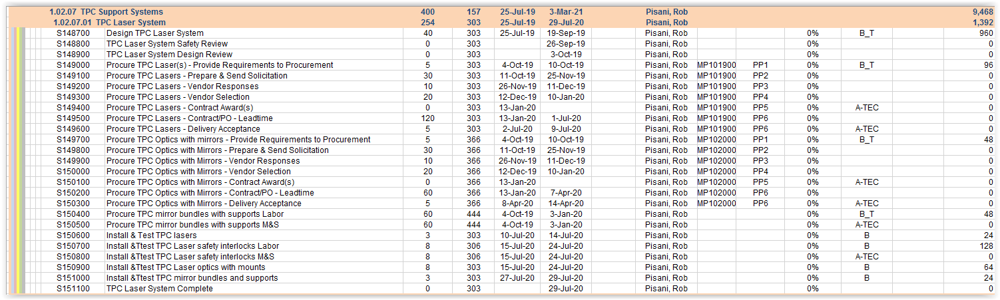 1.02.07 TPC Support Systems 400 157 25-Jul-19 3-Mar-21 Pisani, Rob 9,468
1.02.07.01 TPC Laser System 254 303 25-Jul-19 29-Jul-20 Pisani, Rob 1,392
S148700 Design TPC Laser System 40 303 25-Jul-19 19-Sep-19 Pisani, Rob 0% B_T 960
S148800 TPC Laser System Safety Review 0 303 26-Sep-19 Pisani, Rob 0% 0
S148900 TPC Laser System Design Review 0 303 3-Oct-19 Pisani, Rob 0% 0
S149000 Procure TPC Laser(s) - Provide Requirements to Procurement 5 303 4-Oct-19 10-Oct-19 Pisani, Rob MP101900 PP1 0% B_T 96
S149100 Procure TPC Lasers - Prepare & Send Solicitation 30 303 11-Oct-19 25-Nov-19 Pisani, Rob MP101900 PP2 0% 0
S149200 Procure TPC Lasers - Vendor Responses 10 303 26-Nov-19 11-Dec-19 Pisani, Rob MP101900 PP3 0% 0
S149300 Procure TPC Lasers - Vendor Selection 20 303 12-Dec-19 10-Jan-20 Pisani, Rob MP101900 PP4 0% 0
S149400 Procure TPC Lasers - Contract Award(s) 0 303 13-Jan-20 Pisani, Rob MP101900 PP5 0% A-TEC 0
S149500 Procure TPC Lasers - Contract/PO - Leadtime 120 303 13-Jan-20 1-Jul-20 Pisani, Rob MP101900 PP6 0% 0
S149600 Procure TPC Lasers - Delivery Acceptance 5 303 2-Jul-20 9-Jul-20 Pisani, Rob MP101900 PP6 0% A-TEC 0
S149700 Procure TPC Optics with mirrors - Provide Requirements to Procurement 5 366 4-Oct-19 10-Oct-19 Pisani, Rob MP102000 PP1 0% B_T 48
S149800 Procure TPC Optics with Mirrors - Prepare & Send Solicitation 30 366 11-Oct-19 25-Nov-19 Pisani, Rob MP102000 PP2 0% 0
S149900 Procure TPC Optics with Mirrors - Vendor Responses 10 366 26-Nov-19 11-Dec-19 Pisani, Rob MP102000 PP3 0% 0
S150000 Procure TPC Optics with Mirrors - Vendor Selection 20 366 12-Dec-19 10-Jan-20 Pisani, Rob MP102000 PP4 0% 0
S150100 Procure TPC Optics with Mirrors - Contract Award(s) 0 366 13-Jan-20 Pisani, Rob MP102000 PP5 0% A-TEC 0
S150200 Procure TPC Optics with Mirrors - Contract/PO - Leadtime 60 366 13-Jan-20 7-Apr-20 Pisani, Rob MP102000 PP6 0% 0
S150300 Procure TPC Optics with Mirrors - Delivery Acceptance 5 366 8-Apr-20 14-Apr-20 Pisani, Rob MP102000 PP6 0% A-TEC 0
S150400 Procure TPC mirror bundles with supports Labor 60 444 4-Oct-19 3-Jan-20 Pisani, Rob 0% B_T 48
S150500 Procure TPC mirror bundles with supports M&S 60 444 4-Oct-19 3-Jan-20 Pisani, Rob 0% A-TEC 0
S150600 Install & Test TPC lasers 3 303 10-Jul-20 14-Jul-20 Pisani, Rob 0% B 24
S150700 Install &Ttest TPC Laser safety interlocks Labor 8 306 15-Jul-20 24-Jul-20 Pisani, Rob 0% B 128
S150800 Install &Ttest TPC Laser safety interlocks M&S 8 306 15-Jul-20 24-Jul-20 Pisani, Rob 0% A-TEC 0
S150900 Install &Ttest TPC Laser optics with mounts 8 303 15-Jul-20 24-Jul-20 Pisani, Rob 0% B 64
S151000 Install &Ttest TPC mirror bundles and supports 3 303 27-Jul-20 29-Jul-20 Pisani, Rob 0% B 24
S151100 TPC Laser System Complete 0 303 29-Jul-20 Pisani, Rob 0% 0